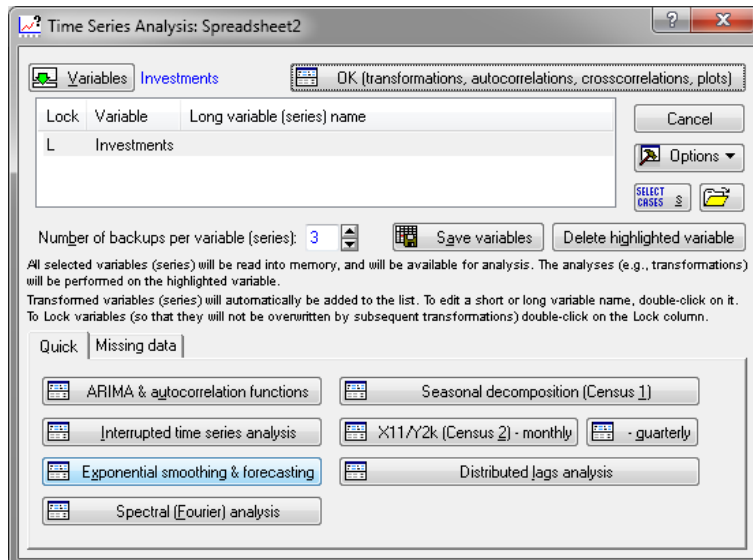 Time Series Analysis: Spreadsheet2
? X
Variables Investments OK (transformations, autocorrelations, crosscorrelations, plots)
Lock Variable Long variable (series) name
L Investments
Cancel
Options
SELECT CASES S
Number of backups per variable (series): 3 Save variables Delete highlighted variable
All selected variables (series) will be read into memory, and will be available for analysis. The analyses (e.g., transformations)
will be performed on the highlighted variable.
Transformed variables (series) will automatically be added to the list. To edit a short or long variable name, double-click on it.
To Lock variables (so that they will not be overwritten by subsequent transformations) double-click on the Lock column.
Quick Missing data
ARIMA & autocorrelation functions Seasonal decomposition (Census 1)
Interrupted time series analysis X11/Y2k (Census 2) - monthly - quarterly
Exponential smoothing & forecasting Distributed lags analysis
Spectral (Fourier) analysis